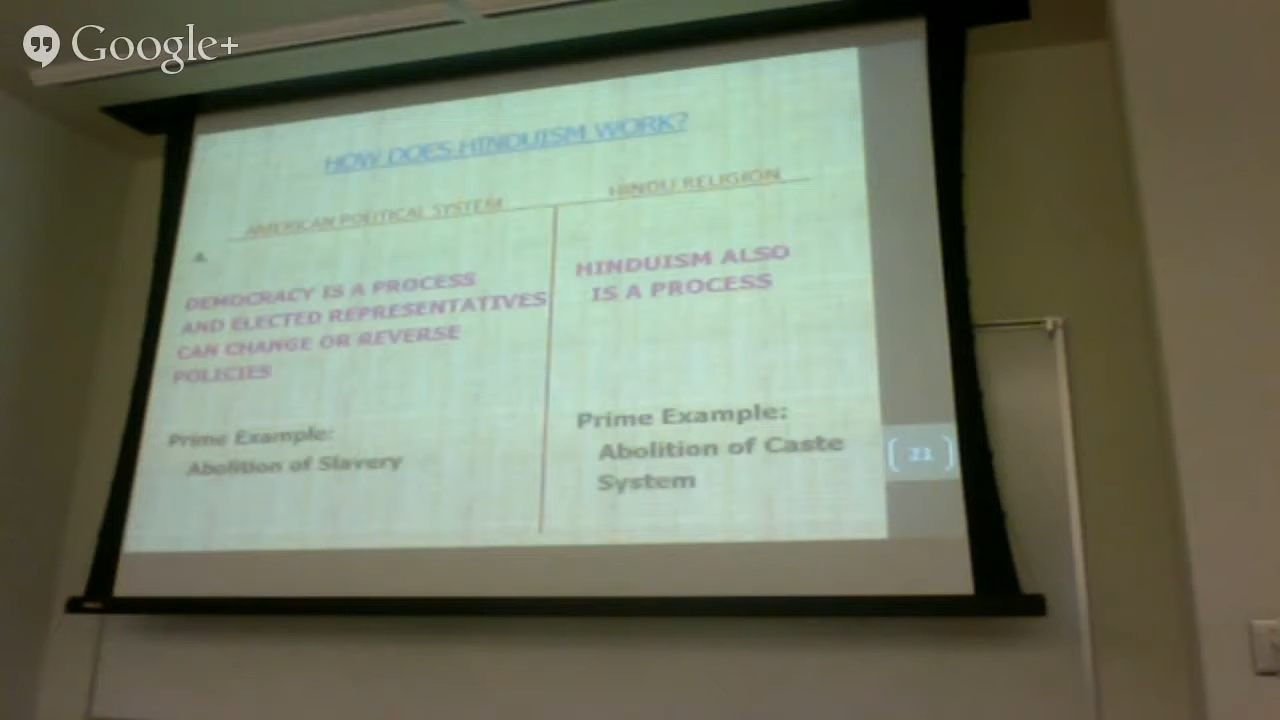 Google+
HOW DOES HINDUISM WORK?
AMERICAN POLITICAL SYSTEM
HINDU RELIGION
4.
DEMOCRACY IS A PROCESS
AND ELECTED REPRESENTATIVES
CAN CHANGE OR REVERSE
POLICIES
Prime Example:
Abolition of Slavery
HINDUISM ALSO
IS A PROCESS
Prime Example:
Abolition of Caste
System